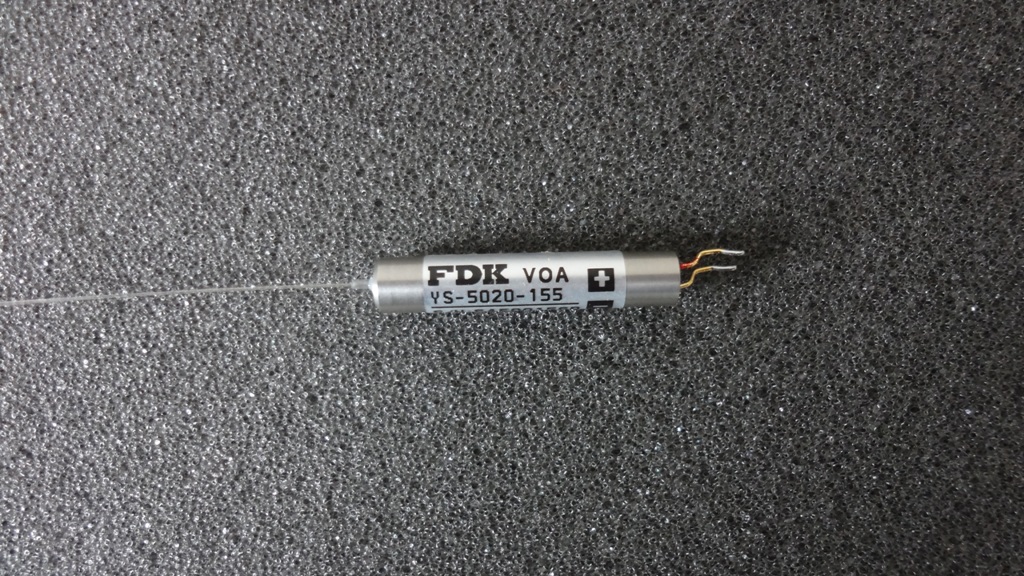 FDK VOA +
YS-5020-155